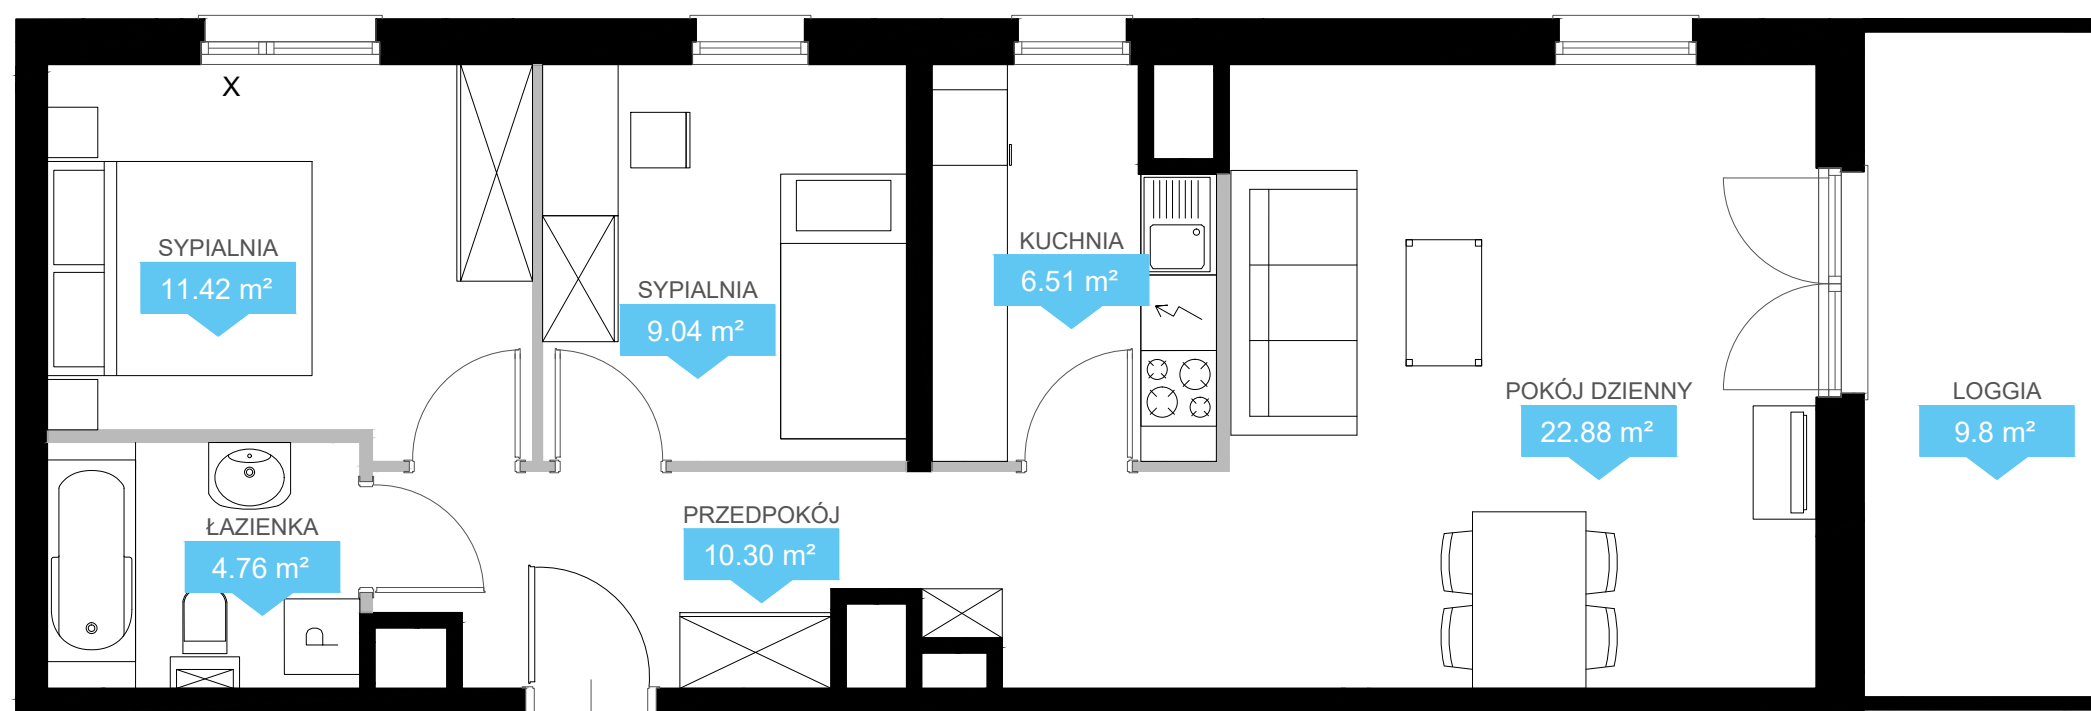 X
SYPIALNIA
11.42 m²
SYPIALNIA
9.04 m²
KUCHNIA
6.51 m²
POKÓJ DZIENNY
22.88 m²
LOGGIA
9.8 m²
ŁAZIENKA
4.76 m²
PRZEDPOKÓJ
10.30 m²
P